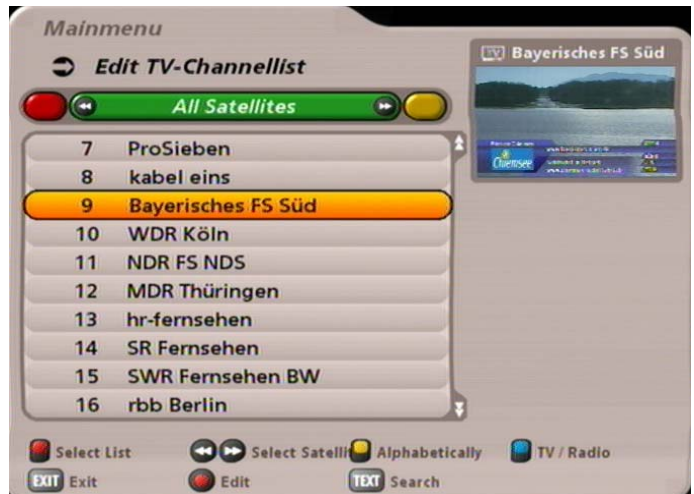 Mainmenu
Edit TV-Channellist
TV Bayerisches FS Süd
All Satellites
7 ProSieben
8 kabel eins
9 Bayerisches FS Süd
10 WDR Köln
11 NDR FS NDS
12 MDR Thüringen
13 hr-fernsehen
14 SR Fernsehen
15 SWR Fernsehen BW
16 rbb Berlin
Chiemsee
Select List Select Satelli Alphabetically TV / Radio
EXIT Exit Edit TEXT Search